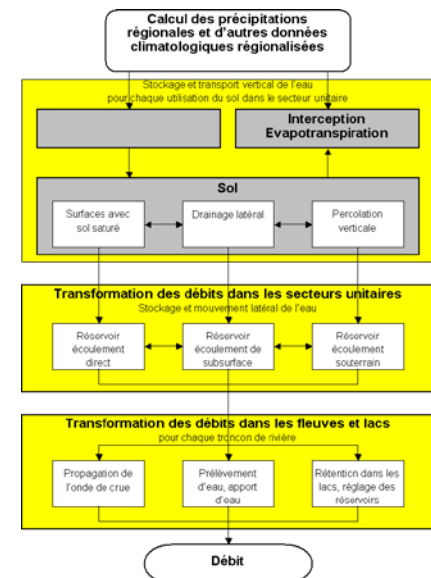 Calcul des précipitations
régionales et d'autres données
climatologiques régionalisées
Stockage et transport vertical de l'eau
pour chaque utilisation du sol dans le secteur unitaire
Interception
Evapotranspiration
Sol
Surfaces avec
sol saturé
Drainage latéral
Percolation
verticale
Transformation des débits dans les secteurs unitaires
Stockage et mouvement latéral de l'eau
Réservoir
écoulement
direct
Réservoir
écoulement de
subsurface
Réservoir
écoulement
souterrain
Transformation des débits dans les fleuves et lacs
pour chaque troncon de rivière
Propagation de
l'onde de crue
Prélèvement
d'eau, apport
d'eau
Rétention dans les
lacs, réglage des
réservoirs
Débit